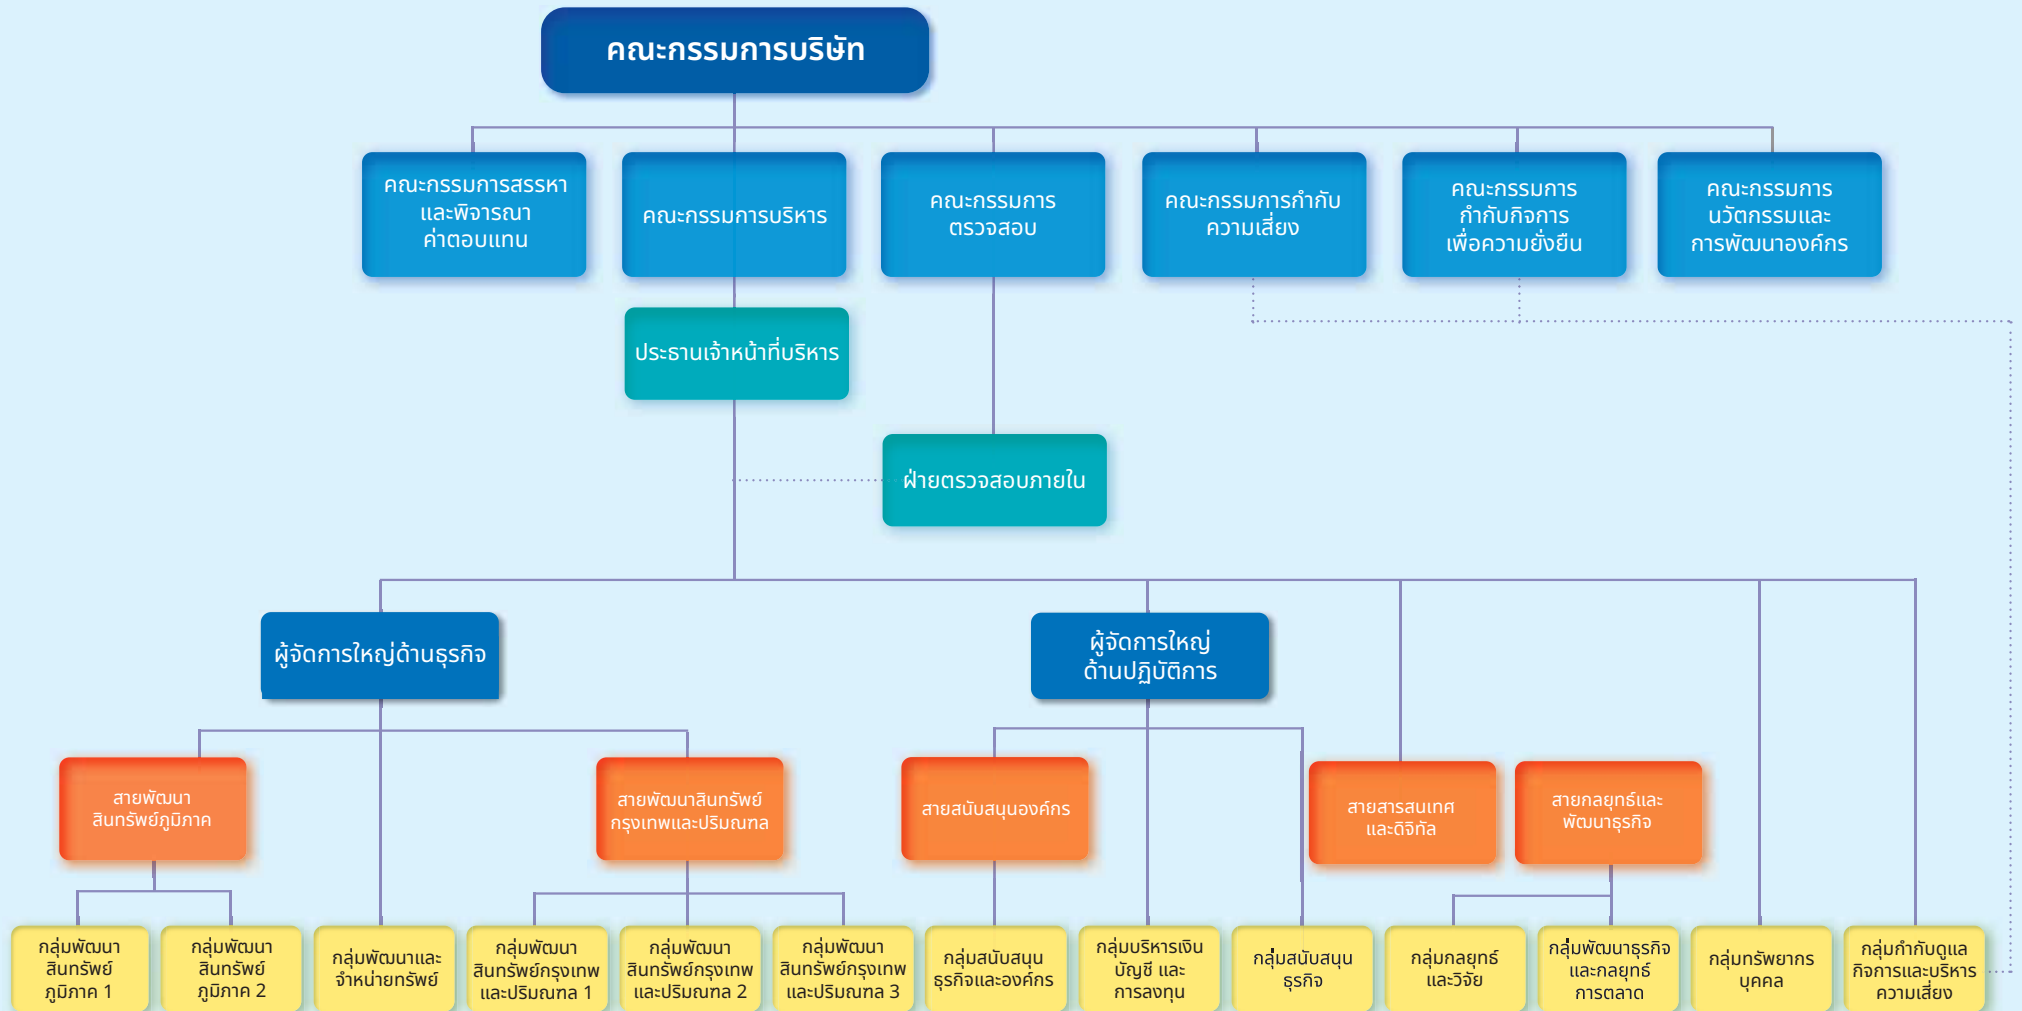 คณะกรรมการบริษัท
คณะกรรมการสรรหา
และพิจารณา
ค่าตอบแทน
คณะกรรมการบริหาร
คณะกรรมการ
ตรวจสอบ
คณะกรรมการกำกับ
ความเสี่ยง
คณะกรรมการ
กำกับกิจการ
เพื่อความยั่งยืน
คณะกรรมการ
นวัตกรรมและ
การพัฒนาองค์กร
ประธานเจ้าหน้าที่บริหาร
ฝ่ายตรวจสอบภายใน
ผู้จัดการใหญ่ด้านธุรกิจ
ผู้จัดการใหญ่
ด้านปฏิบัติการ
สายพัฒนา
สินทรัพย์ภูมิภาค
สายพัฒนาสินทรัพย์
กรุงเทพและปริมณฑล
สายสนับสนุนองค์กร
สายสารสนเทศ
และดิจิทัล
สายกลยุทธ์และ
พัฒนาธุรกิจ
กลุ่มพัฒนา
สินทรัพย์
ภูมิภาค 1
กลุ่มพัฒนา
สินทรัพย์
ภูมิภาค 2
กลุ่มพัฒนาและ
จำหน่ายทรัพย์
กลุ่มพัฒนา
สินทรัพย์กรุงเทพ
และปริมณฑล 1
กลุ่มพัฒนา
สินทรัพย์กรุงเทพ
และปริมณฑล 2
กลุ่มพัฒนา
สินทรัพย์กรุงเทพ
และปริมณฑล 3
กลุ่มสนับสนุน
ธุรกิจและองค์กร
กลุ่มบริหารเงิน
บัญชี และ
การลงทุน
กลุ่มสนับสนุน
ธุรกิจ
กลุ่มกลยุทธ์
และวิจัย
กลุ่มพัฒนาธุรกิจ
และกลยุทธ์
การตลาด
กลุ่มทรัพยากร
บุคคล
กลุ่มกำกับดูแล
กิจการและบริหาร
ความเสี่ยง